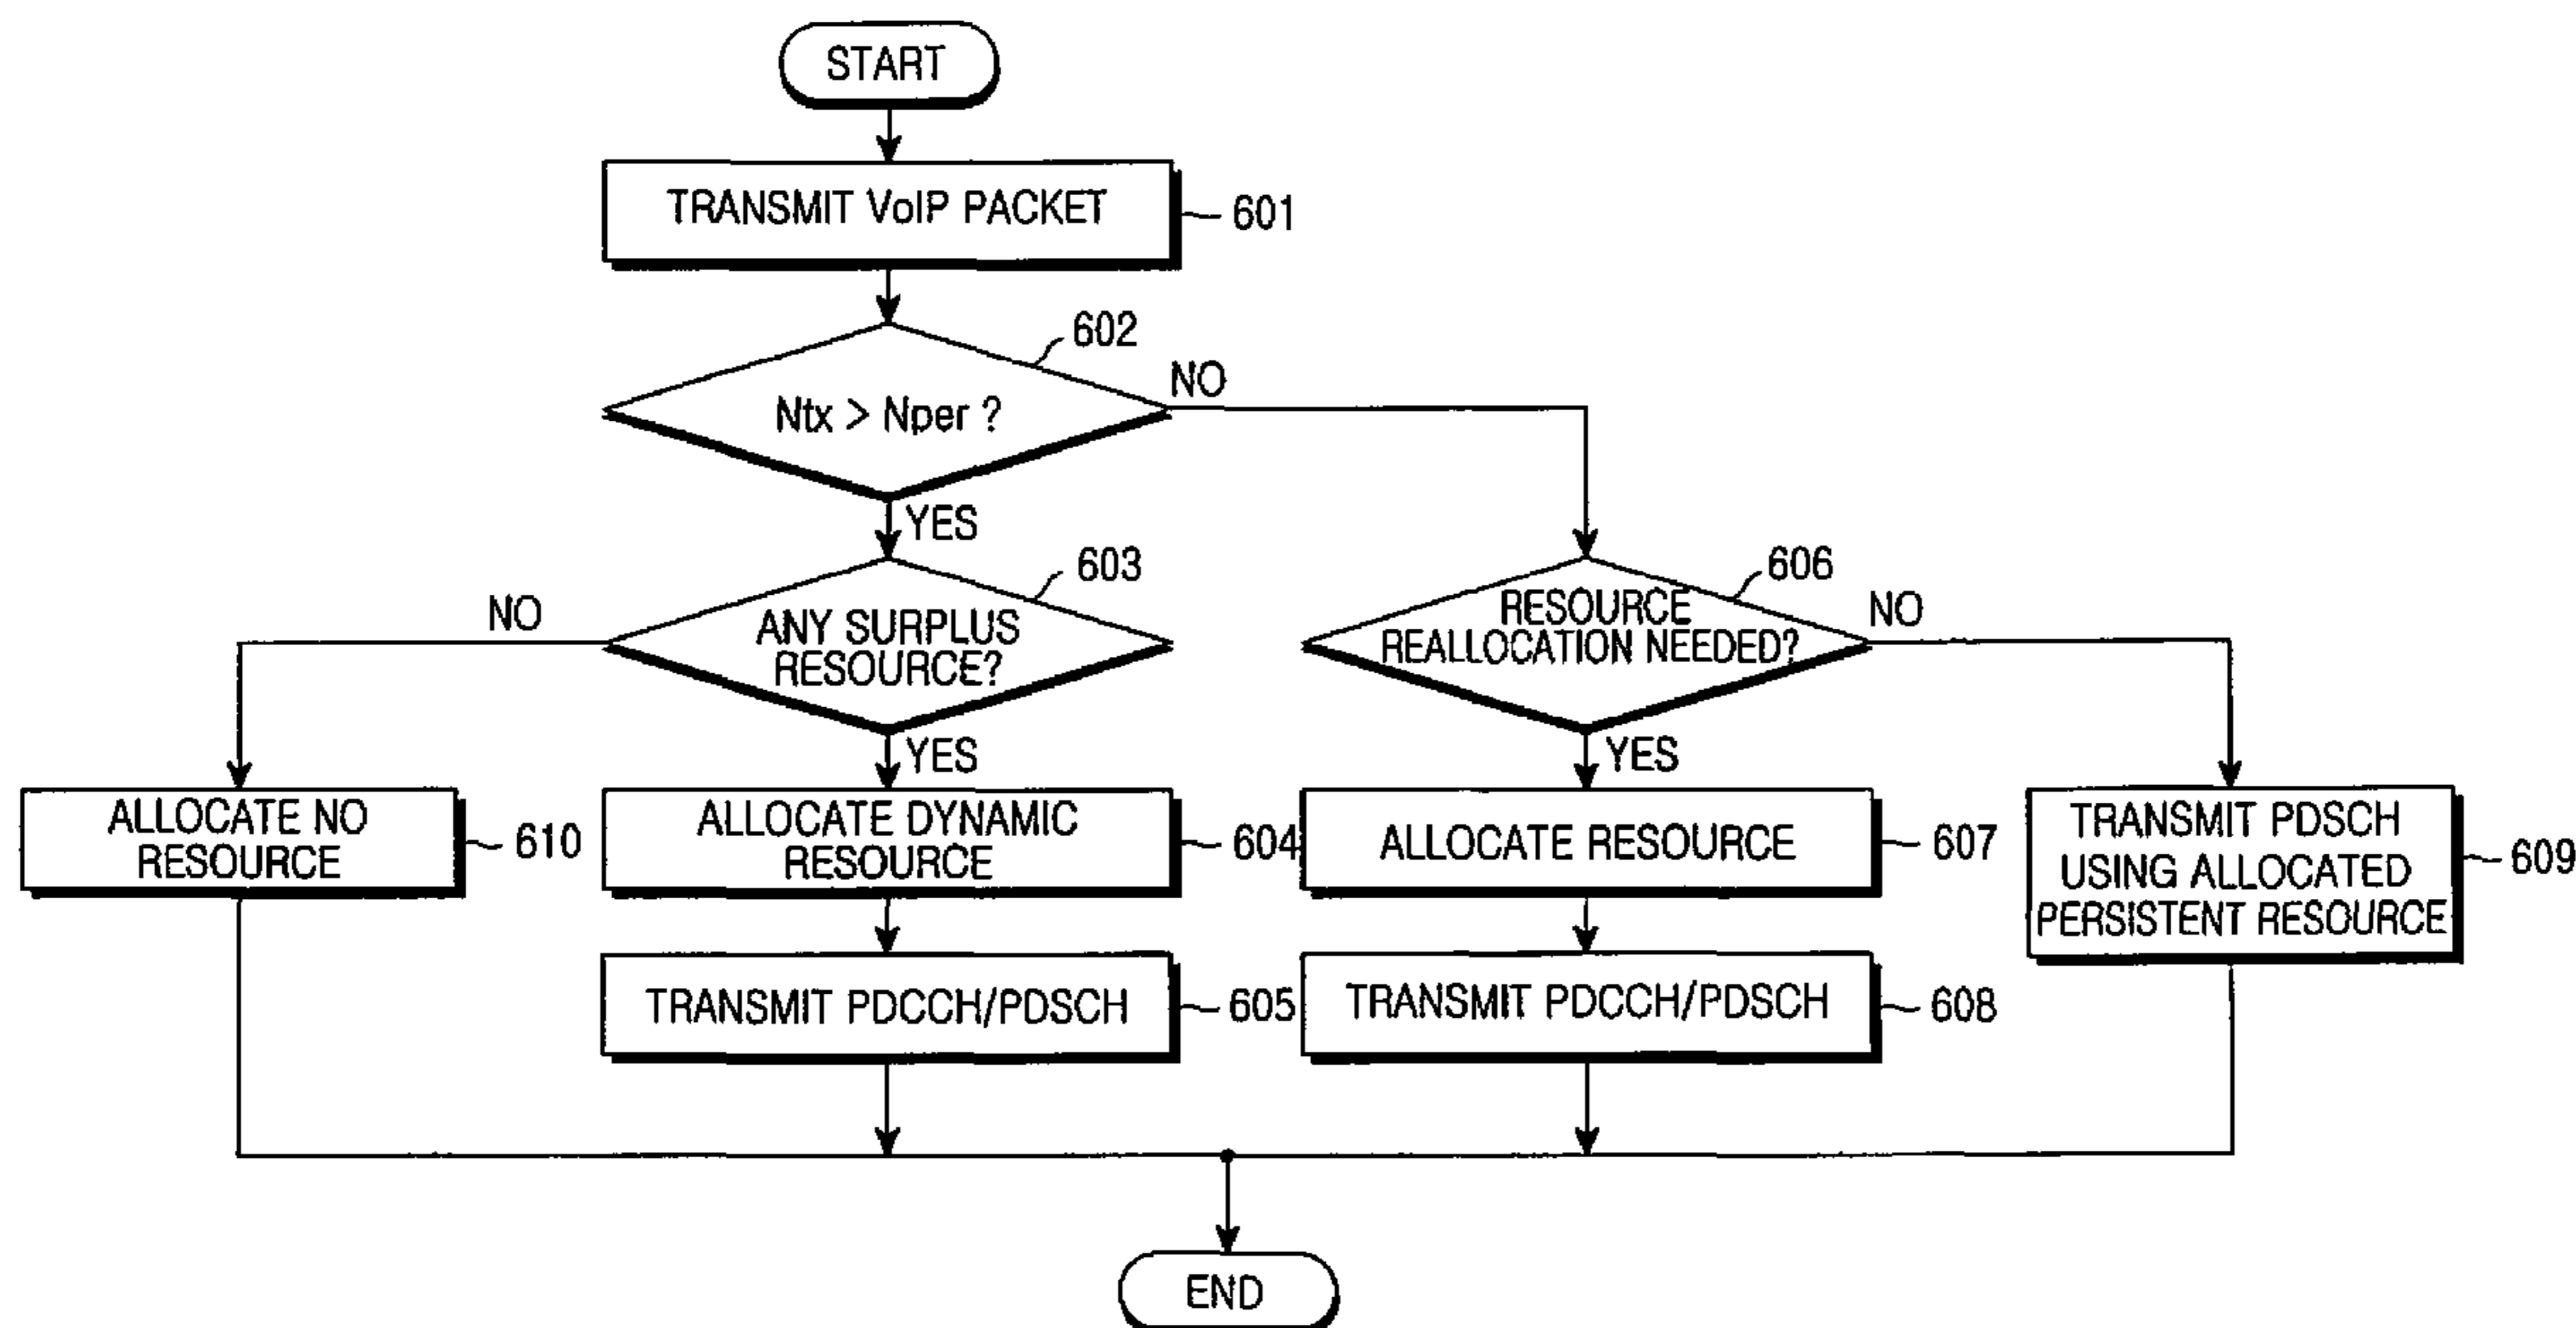 START
TRANSMIT VoIP PACKET
601
602
Ntx > Nper ?
NO
YES
603
ANY SURPLUS
RESOURCE?
NO
606
RESOURCE
REALLOCATION NEEDED?
NO
YES
YES
ALLOCATE NO
RESOURCE
610
ALLOCATE DYNAMIC
RESOURCE
604
ALLOCATE RESOURCE
607
TRANSMIT PDSCH
USING ALLOCATED
PERSISTENT RESOURCE
609
TRANSMIT PDCCH/PDSCH
605
TRANSMIT PDCCH/PDSCH
608
END